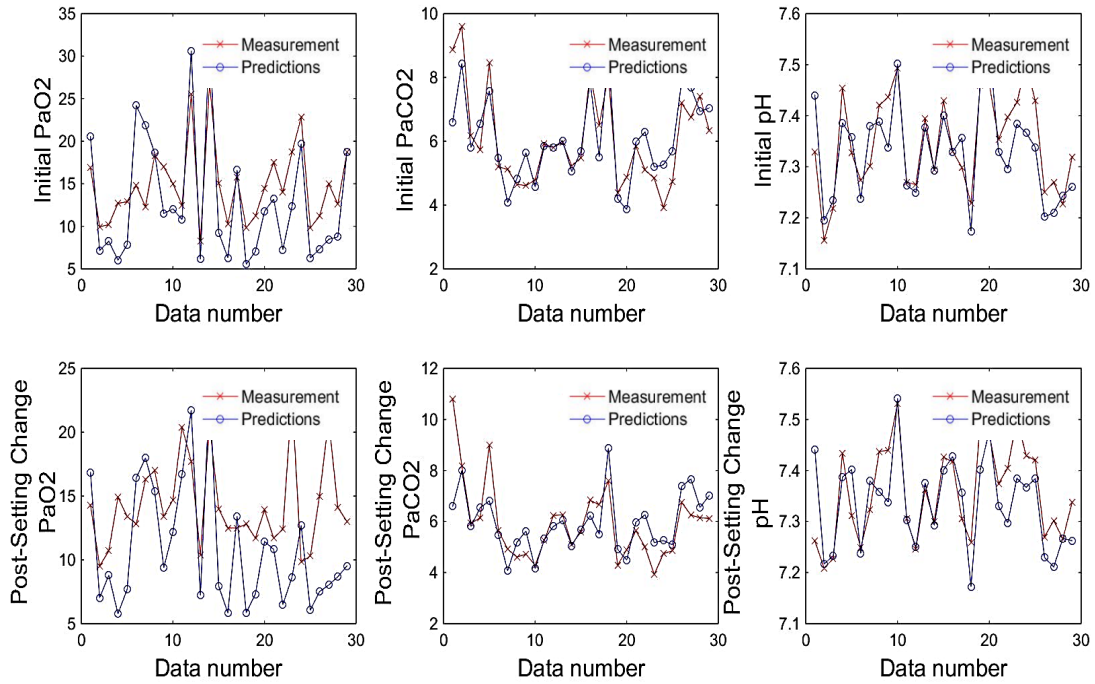 35
30
25
20
15
10
5
0 10 20 30
Initial PaO2
Data number
Measurement
Predictions
10
8
6
4
2
0 10 20 30
Initial PaCO2
Data number
Measurement
Predictions
7.6
7.5
7.4
7.3
7.2
7.1
0 10 20 30
Initial pH
Data number
Measurement
Predictions
25
20
15
10
5
0 10 20 30
Post-Setting Change
PaO2
Data number
Measurement
Predictions
12
10
8
6
4
2
0 10 20 30
Post-Setting Change
PaCO2
Data number
Measurement
Predictions
7.6
7.5
7.4
7.3
7.2
7.1
0 10 20 30
Post-Setting Change
pH
Data number
Measurement
Predictions